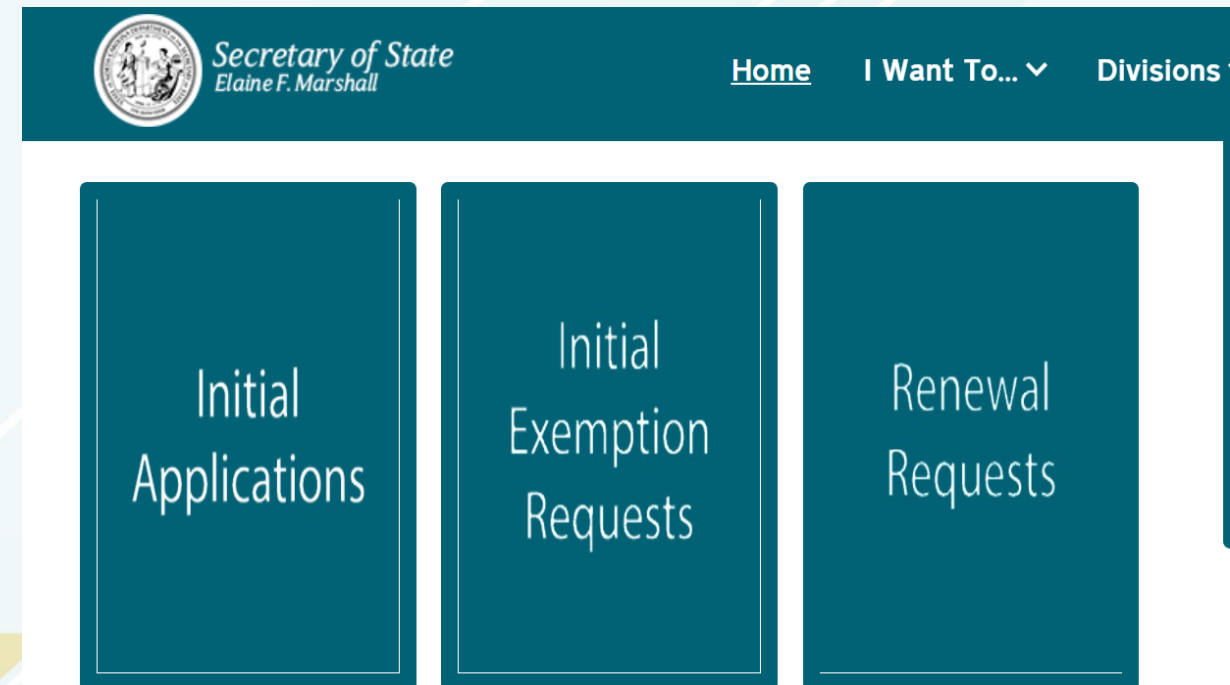 Secretary of State
Elaine F. Marshall
Home
I Want To...
Divisions
Initial
Applications
Initial
Exemption
Requests
Renewal
Requests